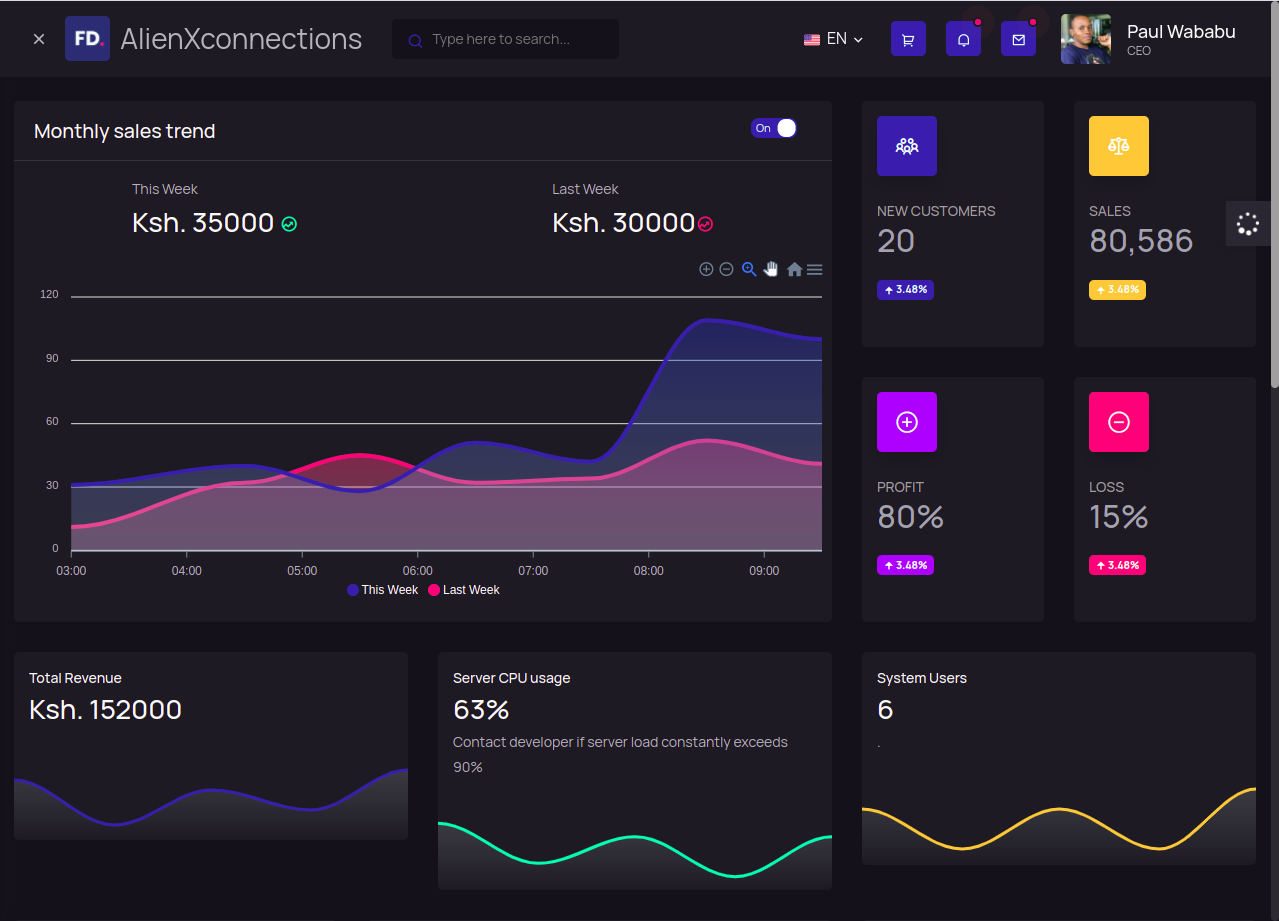 FD. AlienXconnections
Type here to search...
EN
Paul Wababu
CEO
Monthly sales trend
On
This Week
Ksh. 35000
Last Week
Ksh. 30000
120
90
60
30
0
03:00 04:00 05:00 06:00 07:00 08:00 09:00
This Week Last Week
NEW CUSTOMERS
20
3.48%
SALES
80,586
3.48%
PROFIT
80%
3.48%
LOSS
15%
3.48%
Total Revenue
Ksh. 152000
Server CPU usage
63%
Contact developer if server load constantly exceeds
90%
System Users
6
.